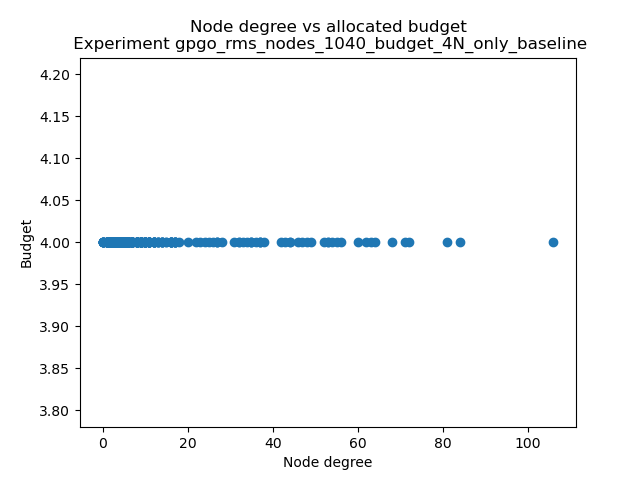 Node degree vs allocated budget
Experiment gpgo_rms_nodes_1040_budget_4N_only_baseline
4.20
4.15
4.10
4.05
4.00
3.95
3.90
3.85
3.80
Budget
0 20 40 60 80 100
Node degree